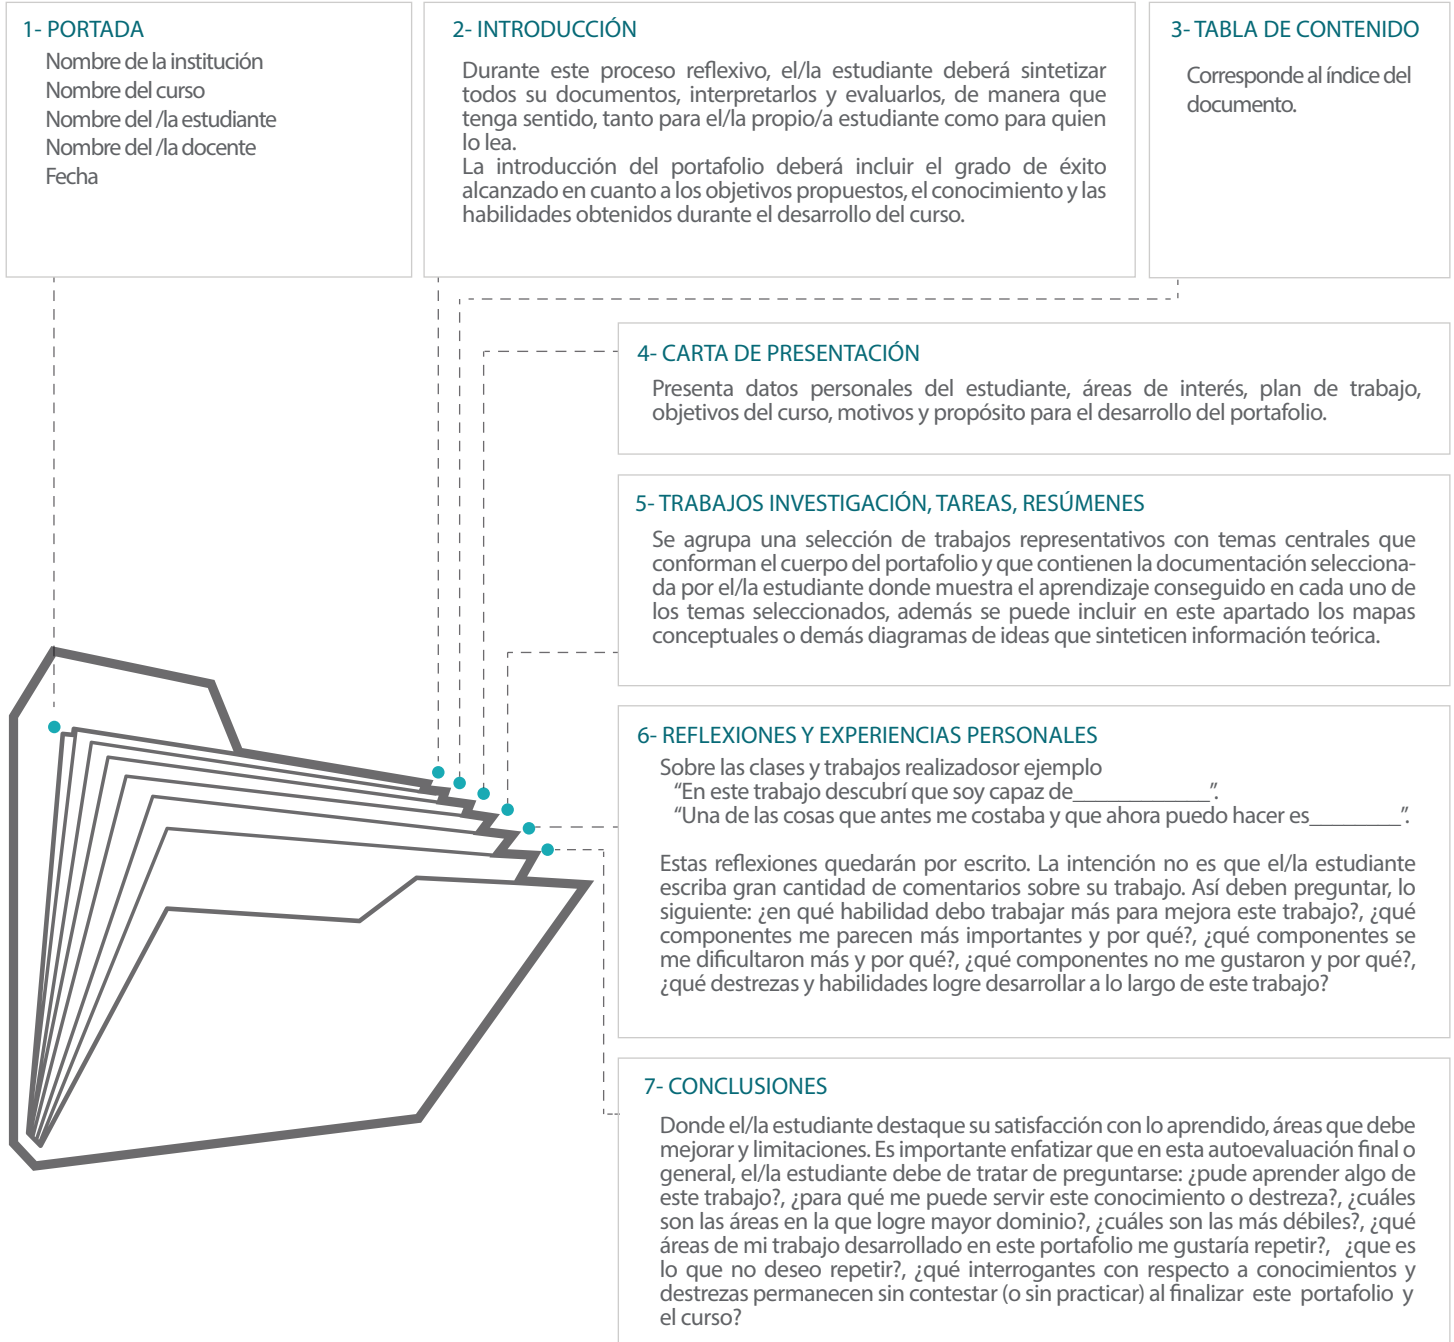 1- PORTADA
Nombre de la institución
Nombre del curso
Nombre del /la estudiante
Nombre del /la docente
Fecha
2- INTRODUCCIÓN
Durante este proceso reflexivo, el/la estudiante deberá sintetizar
todos su documentos, interpretarlos y evaluarlos, de manera que
tenga sentido, tanto para el/la propio/a estudiante como para quien
lo lea.
La introducción del portafolio deberá incluir el grado de éxito
alcanzado en cuanto a los objetivos propuestos, el conocimiento y las
habilidades obtenidos durante el desarrollo del curso.
3- TABLA DE CONTENIDO
Corresponde al índice del
documento.
4- CARTA DE PRESENTACIÓN
Presenta datos personales del estudiante, áreas de interés, plan de trabajo,
objetivos del curso, motivos y propósito para el desarrollo del portafolio.
5- TRABAJOS INVESTIGACIÓN, TAREAS, RESÚMENES
Se agrupa una selección de trabajos representativos con temas centrales que
conforman el cuerpo del portafolio y que contienen la documentación selecciona-
da por el/la estudiante donde muestra el aprendizaje conseguido en cada uno de
los temas seleccionados, además se puede incluir en este apartado los mapas
conceptuales o demás diagramas de ideas que sinteticen información teórica.
6- REFLEXIONES Y EXPERIENCIAS PERSONALES
Sobre las clases y trabajos realizadosor ejemplo
“En este trabajo descubrí que soy capaz de____________”.
“Una de las cosas que antes me costaba y que ahora puedo hacer es________”.
Estas reflexiones quedarán por escrito. La intención no es que el/la estudiante
escriba gran cantidad de comentarios sobre su trabajo. Así deben preguntar, lo
siguiente: ¿en qué habilidad debo trabajar más para mejora este trabajo?, ¿qué
componentes me parecen más importantes y por qué?, ¿qué componentes se
me dificultaron más y por qué?, ¿qué componentes no me gustaron y por qué?,
¿qué destrezas y habilidades logre desarrollar a lo largo de este trabajo?
7- CONCLUSIONES
Donde el/la estudiante destaque su satisfacción con lo aprendido, áreas que debe
mejorar y limitaciones. Es importante enfatizar que en esta autoevaluación final o
general, el/la estudiante debe de tratar de preguntarse: ¿pude aprender algo de
este trabajo?, ¿para qué me puede servir este conocimiento o destreza?, ¿cuáles
son las áreas en la que logre mayor dominio?, ¿cuáles son las más débiles?, ¿qué
áreas de mi trabajo desarrollado en este portafolio me gustaría repetir?, ¿que es
lo que no deseo repetir?, ¿qué interrogantes con respecto a conocimientos y
destrezas permanecen sin contestar (o sin practicar) al finalizar este portafolio y
el curso?